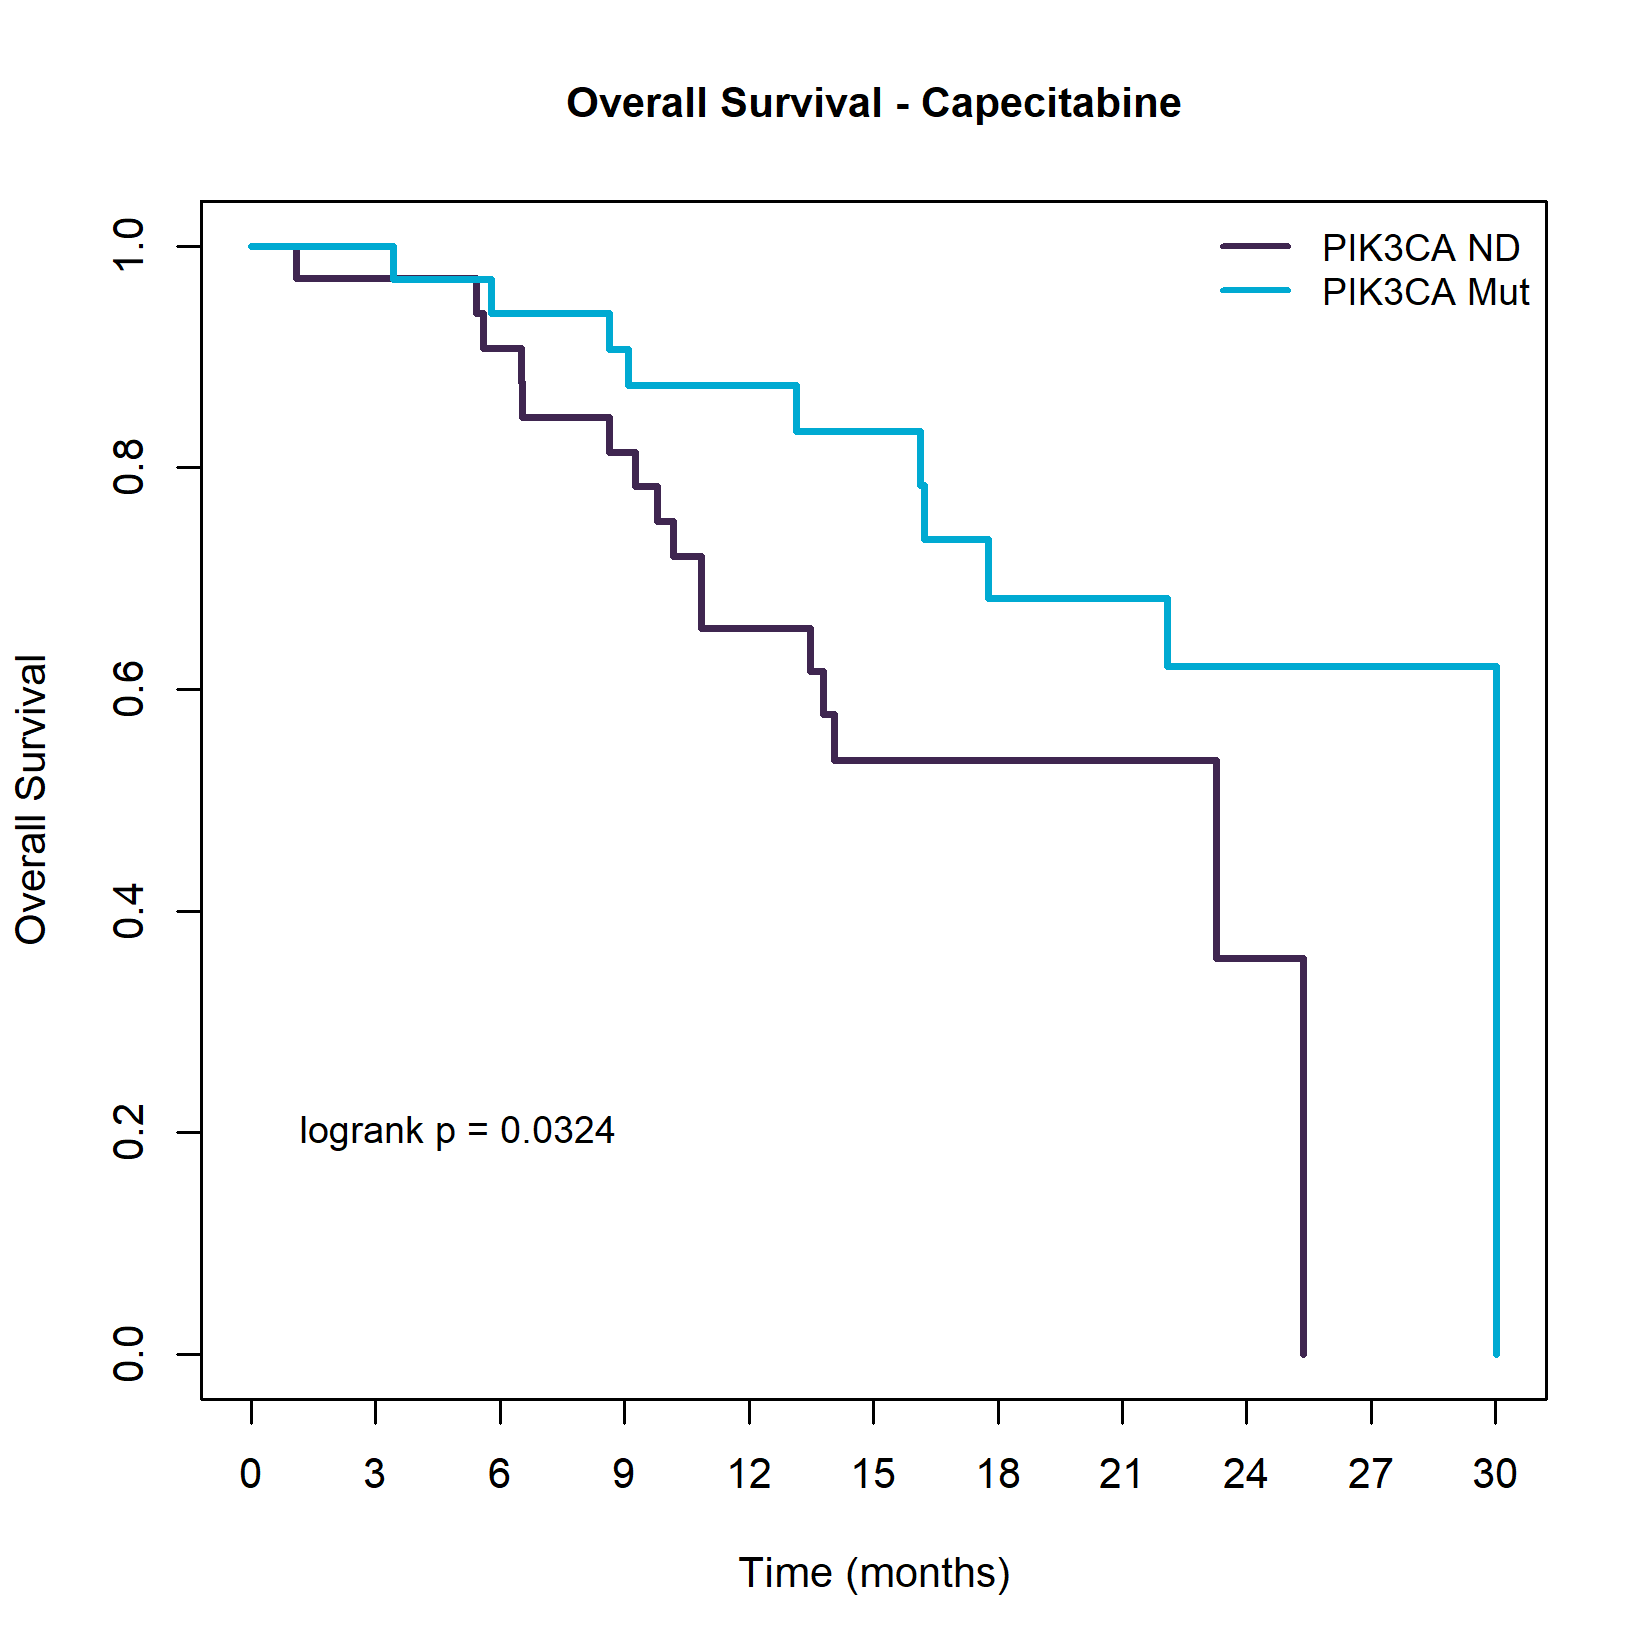 Overall Survival - Capecitabine
PIK3CA ND
PIK3CA Mut
1.0
0.8
0.6
0.4
0.2
0.0
Overall Survival
logrank p = 0.0324
0 3 6 9 12 15 18 21 24 27 30
Time (months)